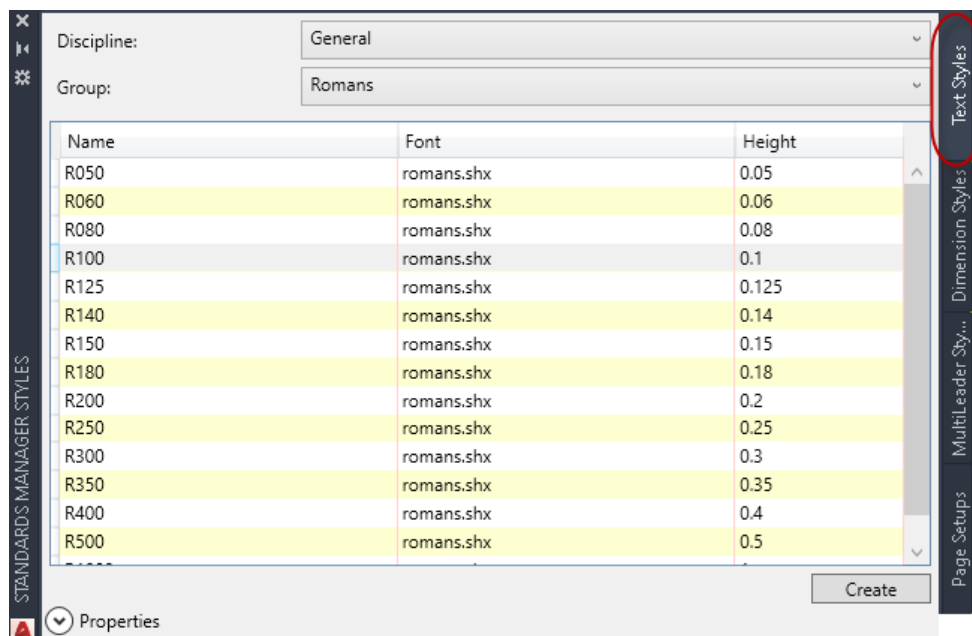 Discipline:
General
Group:
Romans
Name Font Height
R050 romans.shx 0.05
R060 romans.shx 0.06
R080 romans.shx 0.08
R100 romans.shx 0.1
R125 romans.shx 0.125
R140 romans.shx 0.14
R150 romans.shx 0.15
R180 romans.shx 0.18
R200 romans.shx 0.2
R250 romans.shx 0.25
R300 romans.shx 0.3
R350 romans.shx 0.35
R400 romans.shx 0.4
R500 romans.shx 0.5
Create
Properties
STANDARDS MANAGER STYLES
Text Styles
Dimension Styles
MultiLeader Sty...
Page Setups